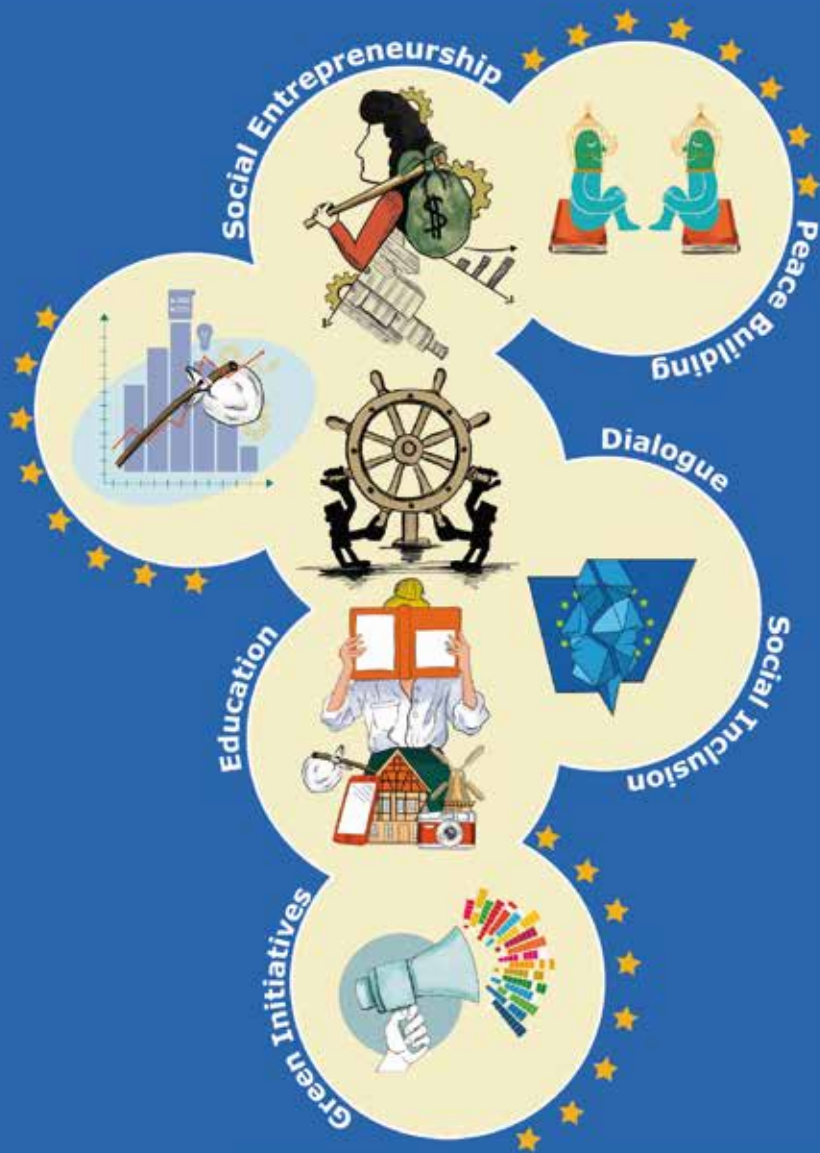 Social Entrepreneurship
Peace Building
$
Dialogue
Social Inclusion
Education
Green Initiatives